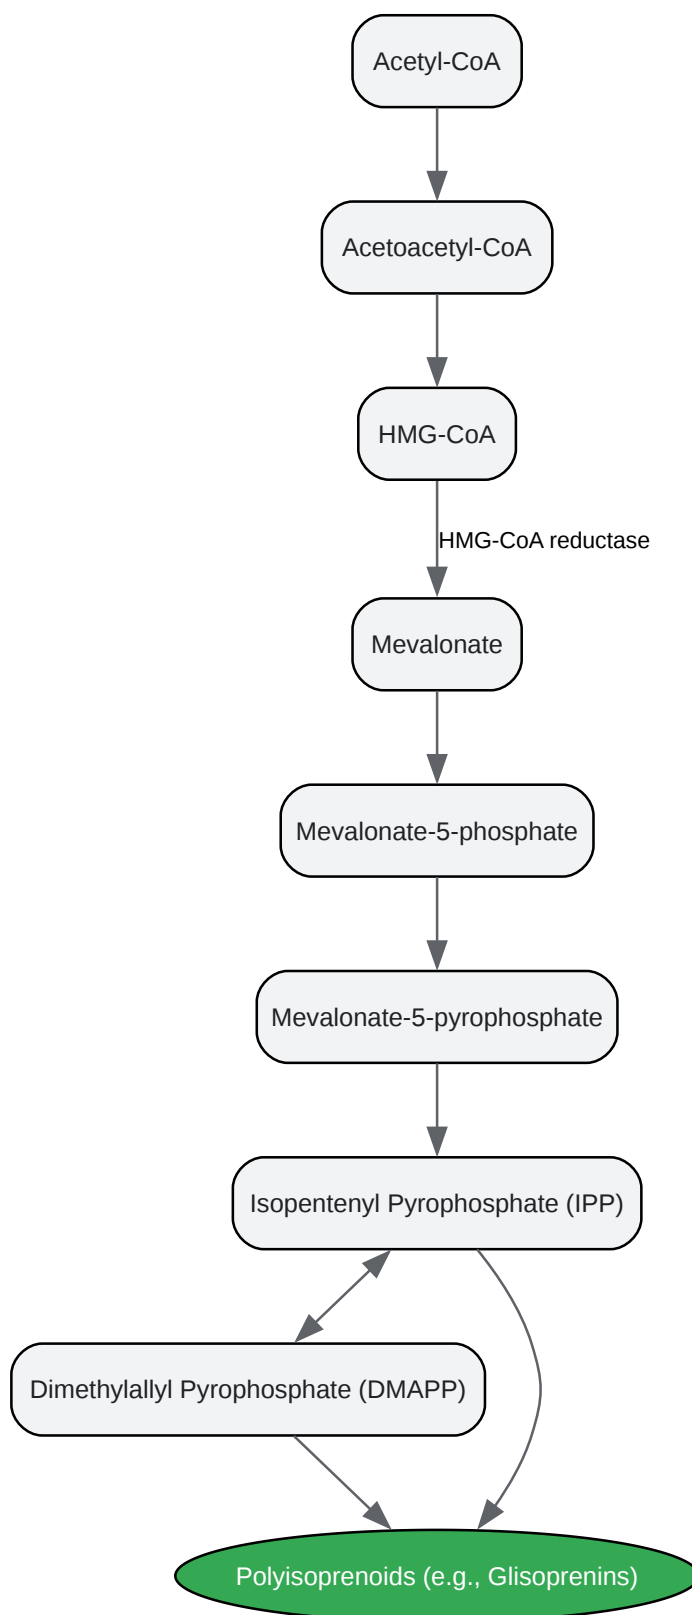 Acetyl-CoA
Acetoacetyl-CoA
HMG-CoA
HMG-CoA reductase
Mevalonate
Mevalonate-5-phosphate
Mevalonate-5-pyrophosphate
Isopentenyl Pyrophosphate (IPP)
Dimethylallyl Pyrophosphate (DMAPP)
Polyisoprenoids (e.g., Glisoprenins)